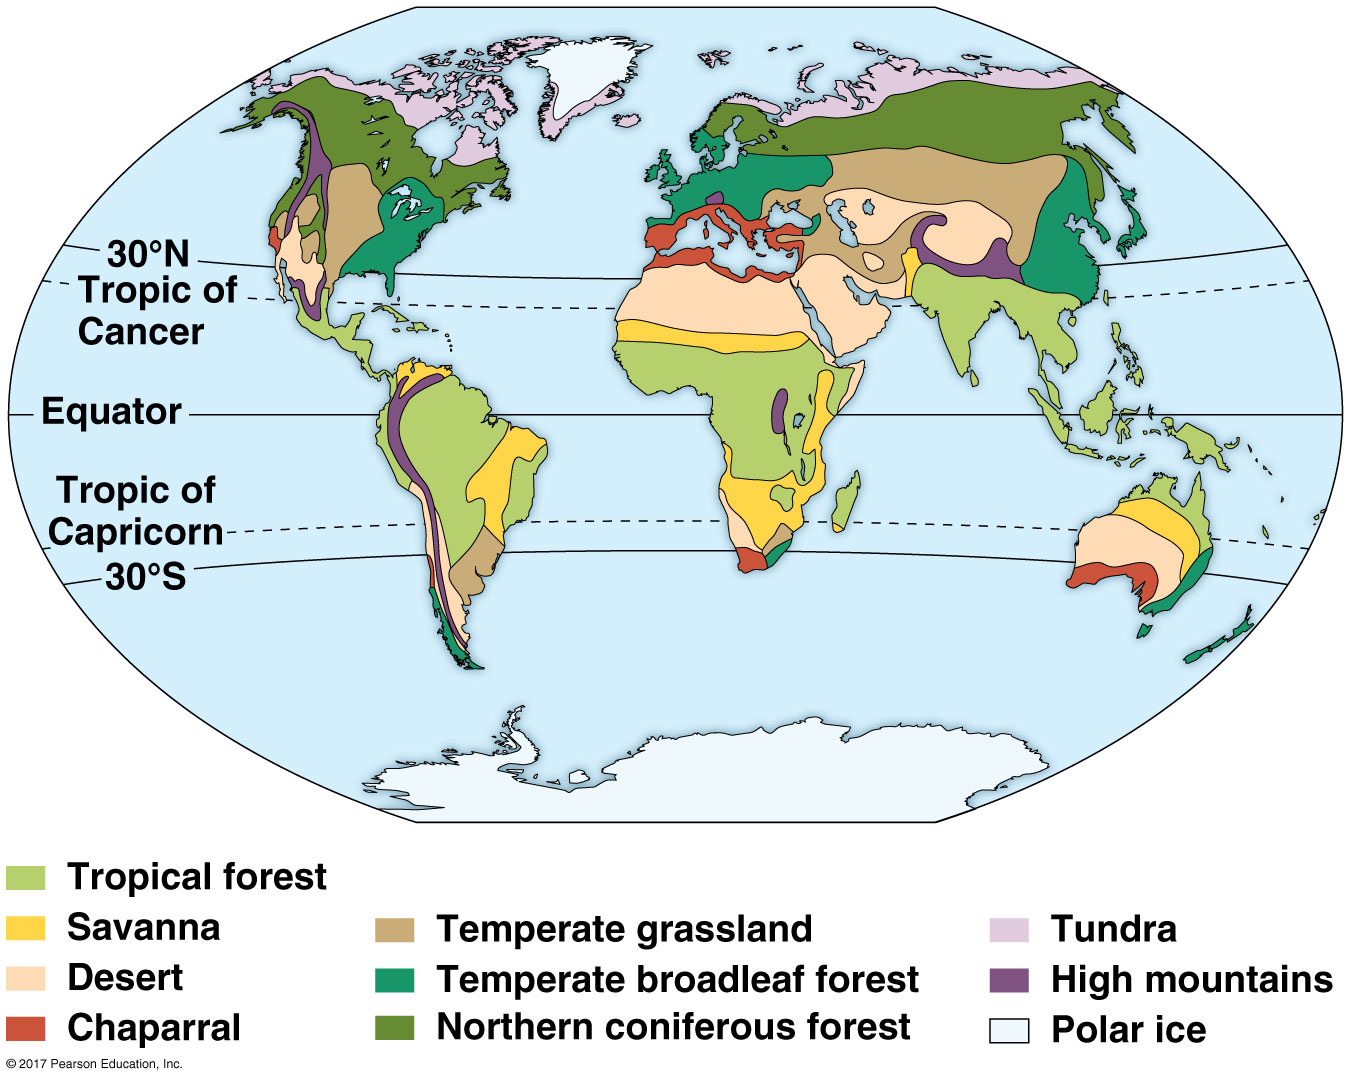 30°N
Tropic of
Cancer
Equator
Tropic of
Capricorn
30°S
Tropical forest
Savanna
Desert
Chaparral
Temperate grassland
Temperate broadleaf forest
Northern coniferous forest
Tundra
High mountains
Polar ice
© 2017 Pearson Education, Inc.